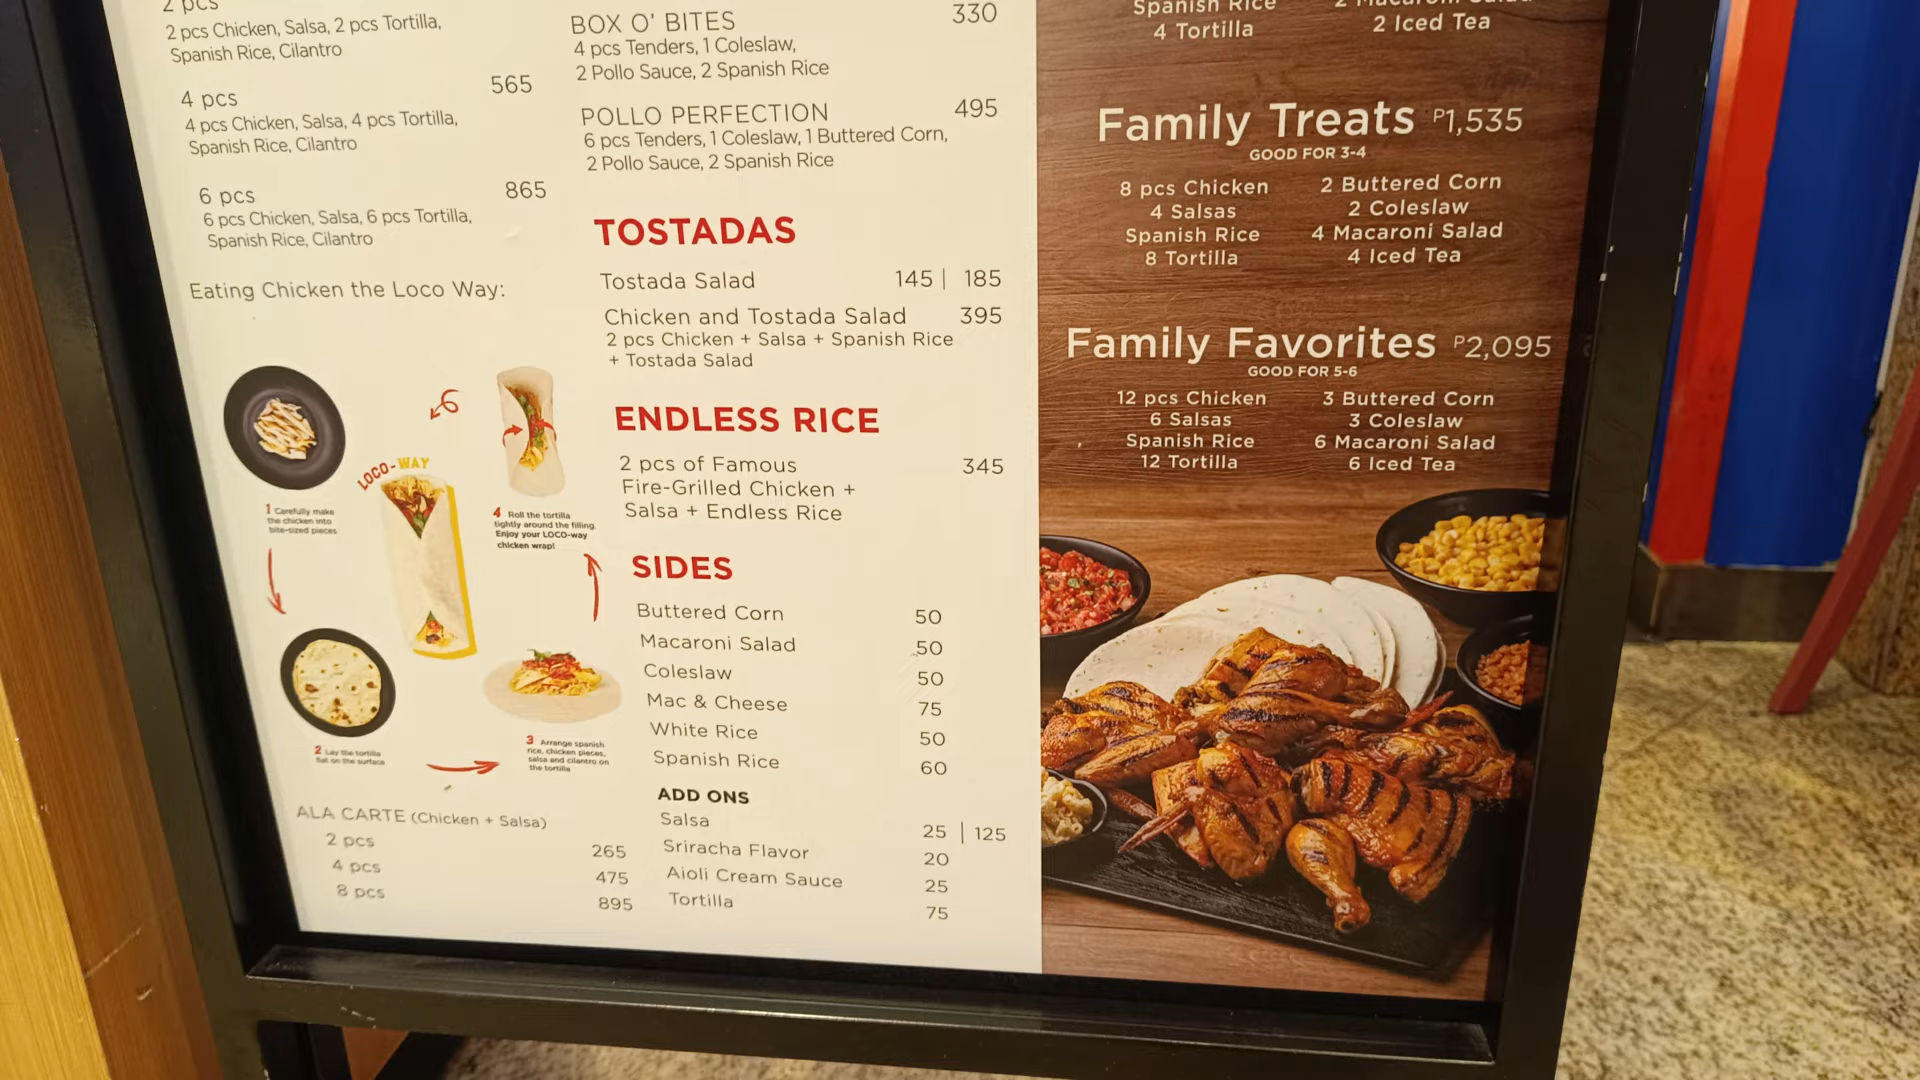 2 pcs
2 pcs Chicken, Salsa, 2 pcs Tortilla,
Spanish Rice, Cilantro
4 pcs 565
4 pcs Chicken, Salsa, 4 pcs Tortilla,
Spanish Rice, Cilantro
6 pcs 865
6 pcs Chicken, Salsa, 6 pcs Tortilla,
Spanish Rice, Cilantro
Eating Chicken the Loco Way:
LOCO-WAY
1 Carefully make
the chicken into
bite-sized pieces
2 Lay the tortilla
flat on the surface
3 Arrange spanish
rice, chicken pieces,
salsa and cilantro on
the tortilla
4 Roll the tortilla
tightly around the filling.
Enjoy your LOCO-way
chicken wrap!
ALA CARTE (Chicken + Salsa)
2 pcs 265
4 pcs 475
8 pcs 895
BOX O' BITES 330
4 pcs Tenders, 1 Coleslaw,
2 Pollo Sauce, 2 Spanish Rice
POLLO PERFECTION 495
6 pcs Tenders, 1 Coleslaw, 1 Buttered Corn,
2 Pollo Sauce, 2 Spanish Rice
TOSTADAS
Tostada Salad 145 | 185
Chicken and Tostada Salad 395
2 pcs Chicken + Salsa + Spanish Rice
+ Tostada Salad
ENDLESS RICE
2 pcs of Famous 345
Fire-Grilled Chicken +
Salsa + Endless Rice
SIDES
Buttered Corn 50
Macaroni Salad 50
Coleslaw 50
Mac & Cheese 75
White Rice 50
Spanish Rice 60
ADD ONS
Salsa 25 | 125
Sriracha Flavor 20
Aioli Cream Sauce 25
Tortilla 75
Spanish Rice 2 Macaroni Salad
4 Tortilla 2 Iced Tea
Family Treats P1,535
GOOD FOR 3-4
8 pcs Chicken 2 Buttered Corn
4 Salsas 2 Coleslaw
Spanish Rice 4 Macaroni Salad
8 Tortilla 4 Iced Tea
Family Favorites P2,095
GOOD FOR 5-6
12 pcs Chicken 3 Buttered Corn
6 Salsas 3 Coleslaw
Spanish Rice 6 Macaroni Salad
12 Tortilla 6 Iced Tea